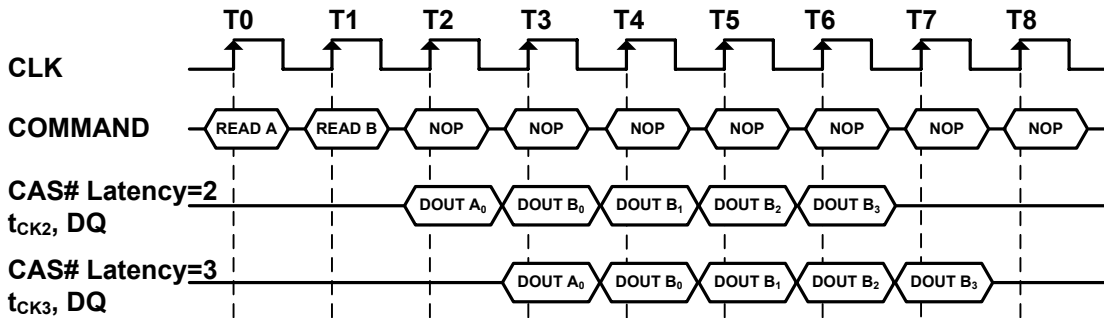 T0 T1 T2 T3 T4 T5 T6 T7 T8
CLK
COMMAND READ A READ B NOP NOP NOP NOP NOP NOP NOP
CAS# Latency=2
tCK2, DQ DOUT A0 DOUT B0 DOUT B1 DOUT B2 DOUT B3
CAS# Latency=3
tCK3, DQ DOUT A0 DOUT B0 DOUT B1 DOUT B2 DOUT B3